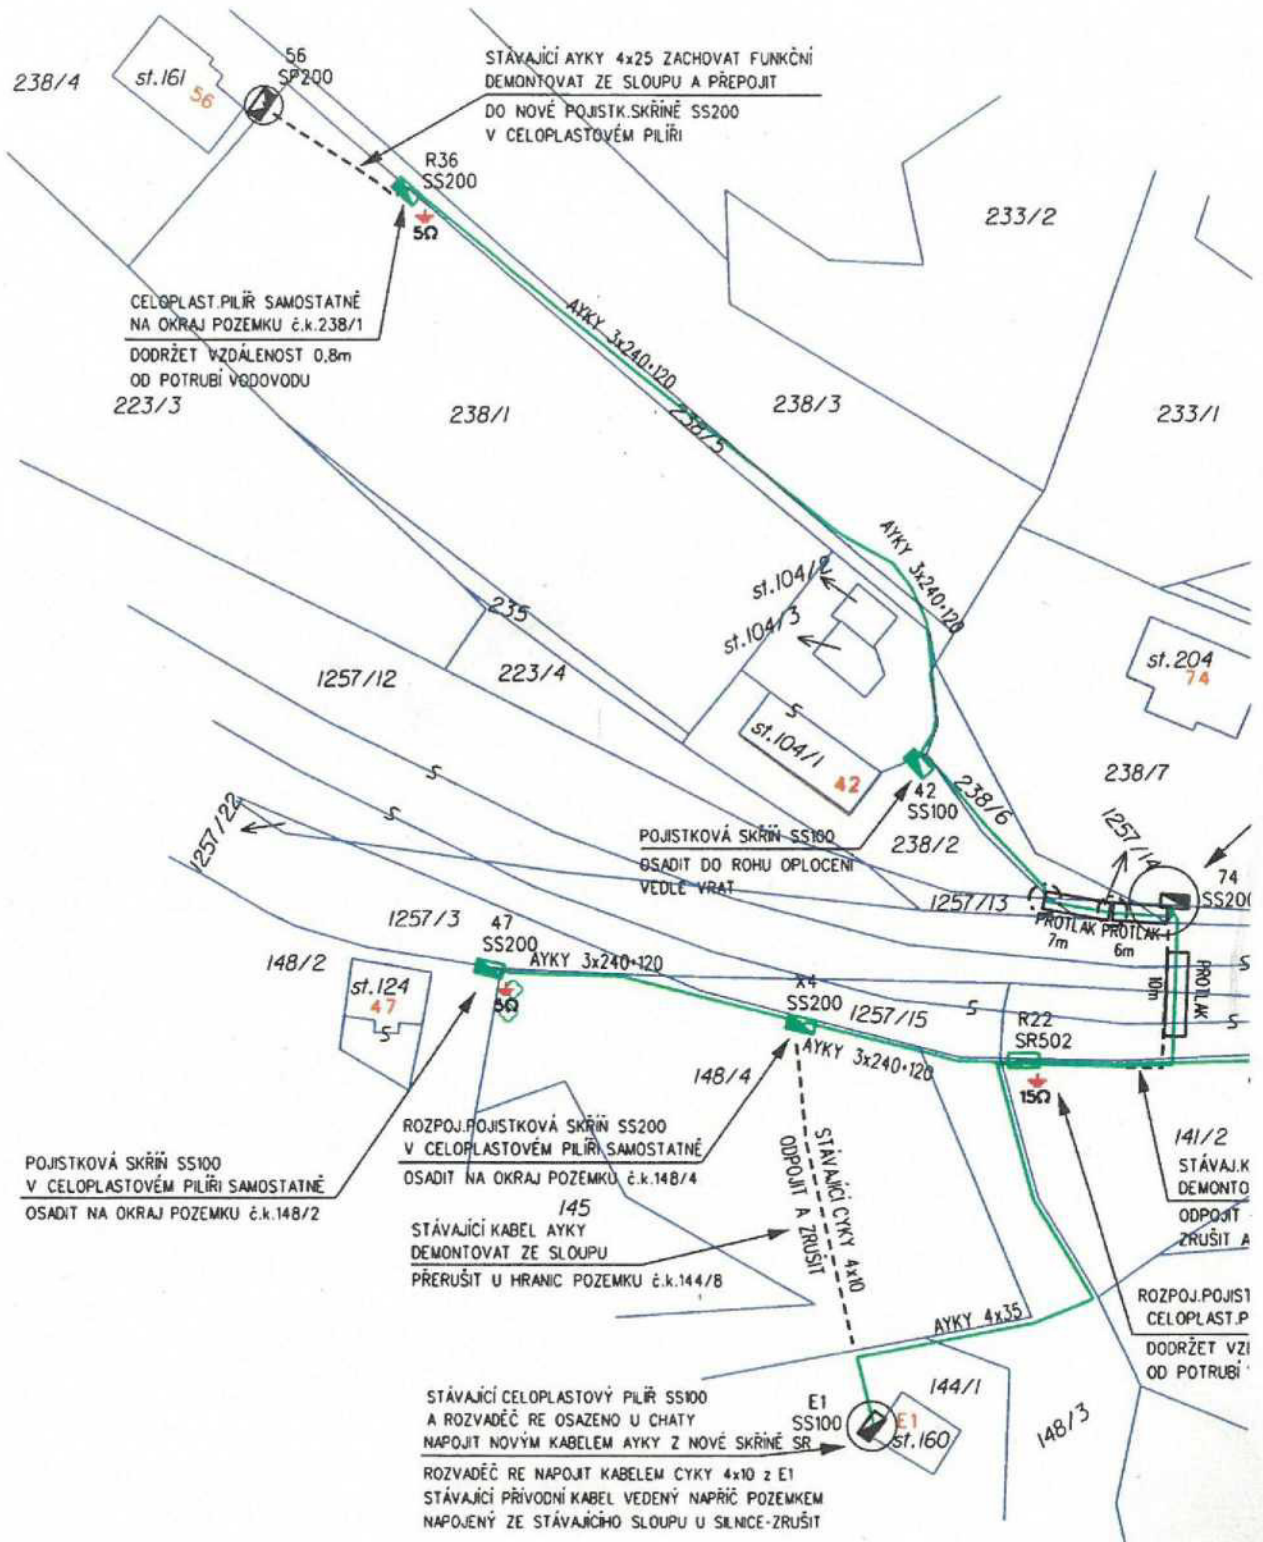 56
SP200
STÁVAJÍCÍ AYKY 4x25 ZACHOVAT FUNKČNÍ
DEMONTOVAT ZE SLOUPU A PŘEPOJIT
DO NOVÉ POJISTK.SKŘÍNĚ SS200
V CELOPLASTOVÉM PILÍŘI
238/4
st.161
56
R36
SS200
5Ω
233/2
CELOPLAST.PILÍŘ SAMOSTATNĚ
NA OKRAJ POZEMKU č.k.238/1
DODRŽET VZDÁLENOST 0,8m
OD POTRUBÍ VODOVODU
AYKY 3x240+120
223/3
238/1
238/5
238/3
233/1
AYKY 3x240+120
st.104/2
st.104/3
235
1257/12
223/4
st.204
74
S
st.104/1
42
42
SS100
238/7
S
S
238/6
1257/22
POJISTKOVÁ SKŘÍŇ SS100
OSADIT DO ROHU OPLOCENÍ
VEDLE VRAT
238/2
1257/14
74
SS200
1257/3
1257/13
PROTLAK
7m
PROTLAK
6m
47
SS200
AYKY 3x240+120
148/2
st.124
47
S
5Ω
X4
SS200
1257/15
S
R22
SR502
PROTLAK
10m
S
S
AYKY 3x240+120
148/4
15Ω
ROZPOJ.POJISTKOVÁ SKŘÍŇ SS200
V CELOPLASTOVÉM PILÍŘI SAMOSTATNĚ
OSADIT NA OKRAJ POZEMKU č.k.148/4
141/2
STÁVAJ.K
DEMONTO
ODPOJIT
ZRUŠIT A
POJISTKOVÁ SKŘÍŇ SS100
V CELOPLASTOVÉM PILÍŘI SAMOSTATNĚ
OSADIT NA OKRAJ POZEMKU č.k.148/2
STÁVAJÍCÍ CYKY 4x10
ODPOJIT A ZRUŠIT
145
STÁVAJÍCÍ KABEL AYKY
DEMONTOVAT ZE SLOUPU
PŘERUŠIT U HRANIC POZEMKU č.k.144/8
ROZPOJ.POJIST
CELOPLAST.P
DODRŽET VZ
OD POTRUBÍ
AYKY 4x35
STÁVAJÍCÍ CELOPLASTOVÝ PILÍŘ SS100
A ROZVADĚČ RE OSAZENO U CHATY
NAPOJIT NOVÝM KABELEM AYKY Z NOVÉ SKŘÍNĚ SR
ROZVADĚČ RE NAPOJIT KABELEM CYKY 4x10 z E1
STÁVAJÍCÍ PŘÍVODNÍ KABEL VEDENÝ NAPŘÍČ POZEMKEM
NAPOJENÝ ZE STÁVAJÍCÍHO SLOUPU U SILNICE-ZRUŠIT
E1
SS100
E1
st.160
144/1
148/3